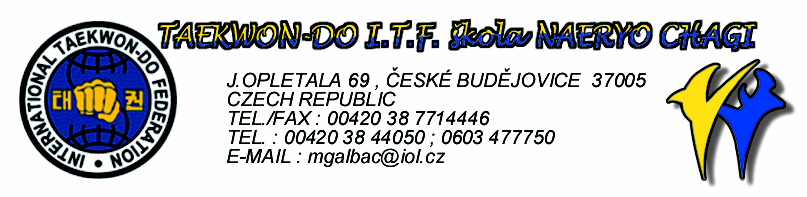 TAEKWON-DO I.T.F. škola NAERYO CHAGI
INTERNATIONAL TAEKWON-DO FEDERATION
태 권
J.OPLETALA 69 , ČESKÉ BUDĚJOVICE 37005
CZECH REPUBLIC
TEL./FAX : 00420 38 7714446
TEL. : 00420 38 44050 ; 0603 477750
E-MAIL : mgalbac@iol.cz